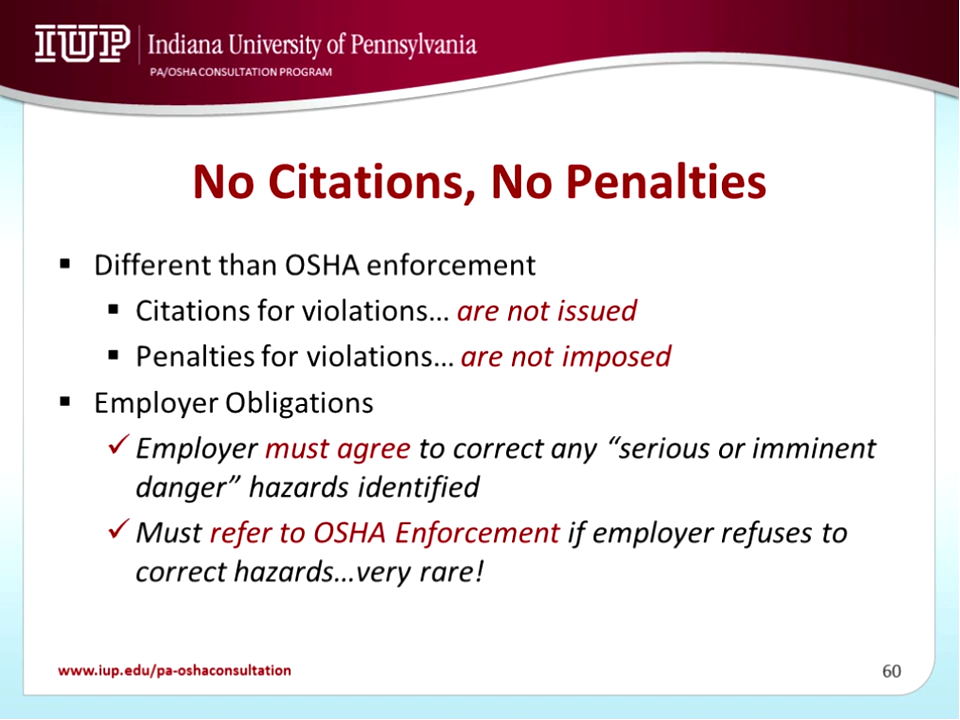 IUP Indiana University of Pennsylvania
PA/OSHA CONSULTATION PROGRAM
No Citations, No Penalties
▪ Different than OSHA enforcement
▪ Citations for violations… are not issued
▪ Penalties for violations… are not imposed
▪ Employer Obligations
✓ Employer must agree to correct any “serious or imminent
danger” hazards identified
✓ Must refer to OSHA Enforcement if employer refuses to
correct hazards…very rare!
www.iup.edu/pa-oshaconsultation
60